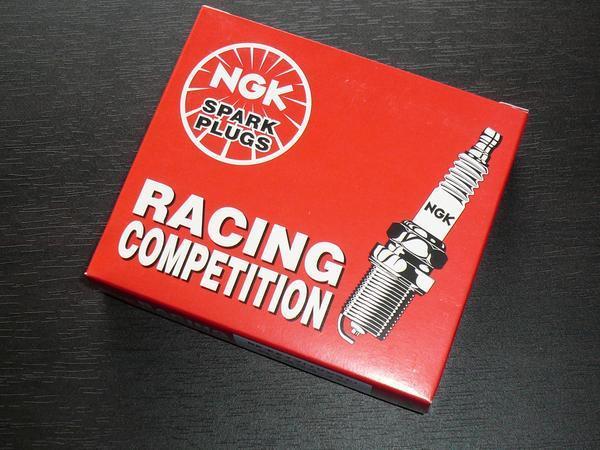 NGK
SPARK
PLUGS
RACING
COMPETITION
NGK